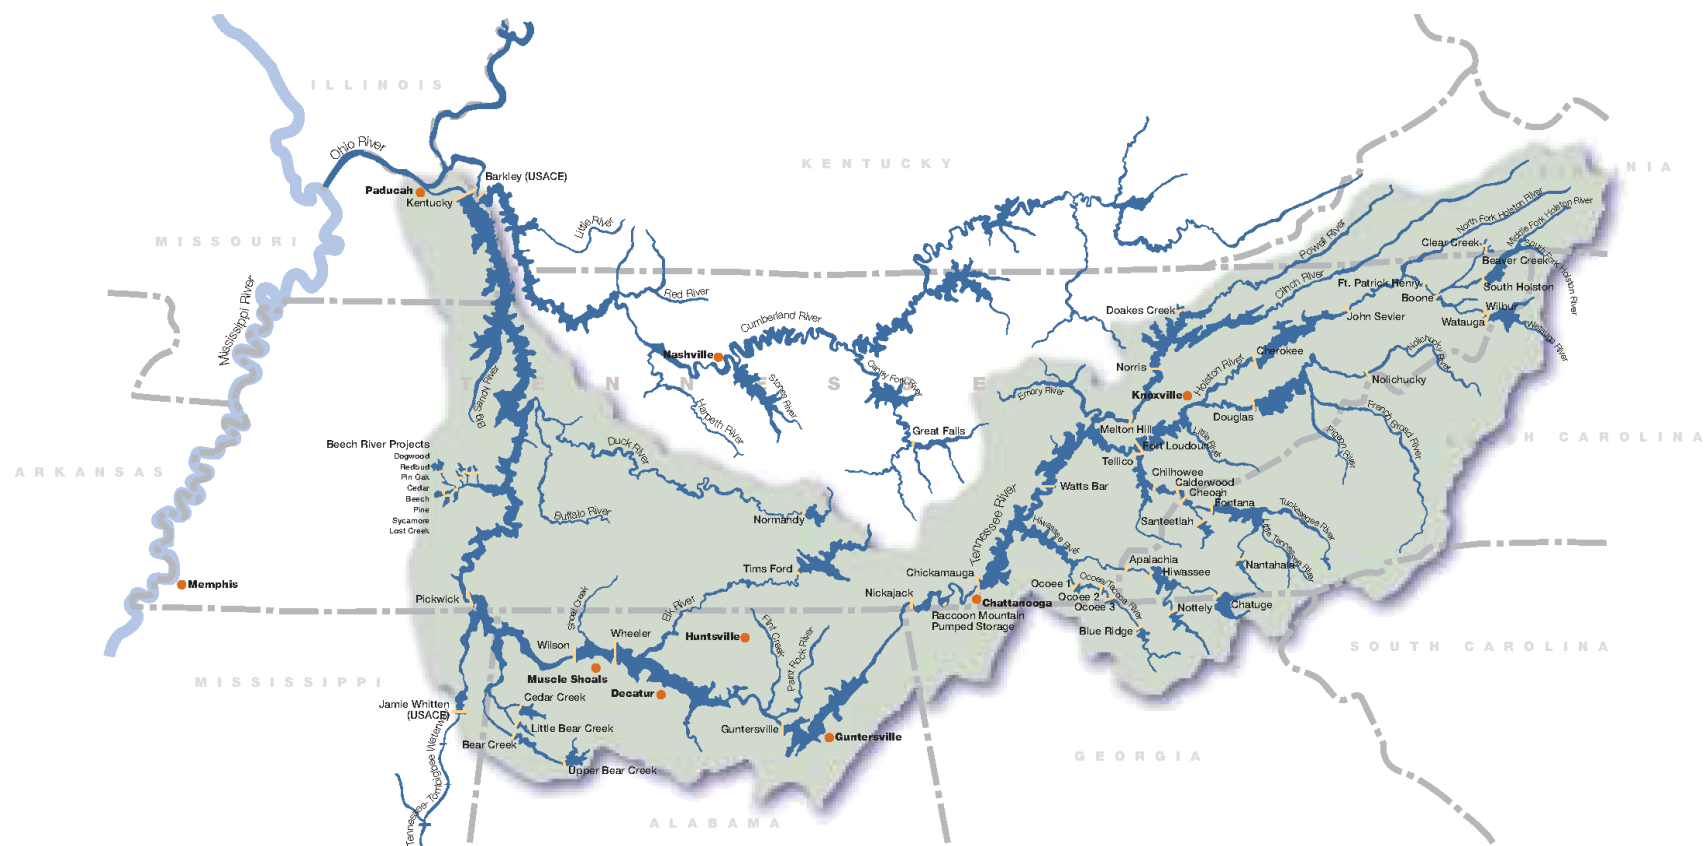 ILLINOIS
Ohio River
KENTUCKY
NIA
Barkley (USACE)
Paducah
Kentucky
Little River
MISSOURI
Powell River
North Fork Holston River
Middle Fork Holston River
South Fork Holston River
Clear Creek
Beaver Creek
Clinch River
Ft. Patrick Henry
South Holston
Boone
Wilbur
Watauga
Watauga River
Mississippi River
Red River
Cumberland River
Doakes Creek
John Sevier
Nashville
Cherokee
Nolichucky River
TENNESSEE
Stones River
Caney Fork River
Norris
Holston River
Nolichucky
Big Sandy River
Harpeth River
Emory River
Knoxville
Douglas
French Broad River
Great Falls
Melton Hill
Fort Loudoun
Little River
Pigeon River
H CAROLINA
Beech River Projects
Dogwood
Redbud
Pin Oak
Cedar
Beech
Pine
Sycamore
Lost Creek
Duck River
Tellico
ARKANSAS
Chilhowee
Calderwood
Cheoah
Watts Bar
Fontana
Tuckasegee River
Buffalo River
Normandy
Tennessee River
Hiwassee River
Santeetlah
Little Tennessee River
Tims Ford
Chickamauga
Apalachia
Hiwassee
Nantahala
Memphis
Pickwick
Nickajack
Ocoee 1
Ocoee/Toccoa River
Ocoee 2
Ocoee 3
Chattanooga
Raccoon Mountain
Pumped Storage
Nottely
Chatuge
Shoal Creek
Elk River
Flint Creek
Paint Rock River
Blue Ridge
Wilson
Wheeler
Huntsville
SOUTH CAROLINA
Muscle Shoals
Decatur
MISSISSIPPI
Jamie Whitten
(USACE)
Cedar Creek
Little Bear Creek
Bear Creek
Guntersville
Guntersville
Upper Bear Creek
GEORGIA
Tennessee-Tombigbee Waterway
ALABAMA